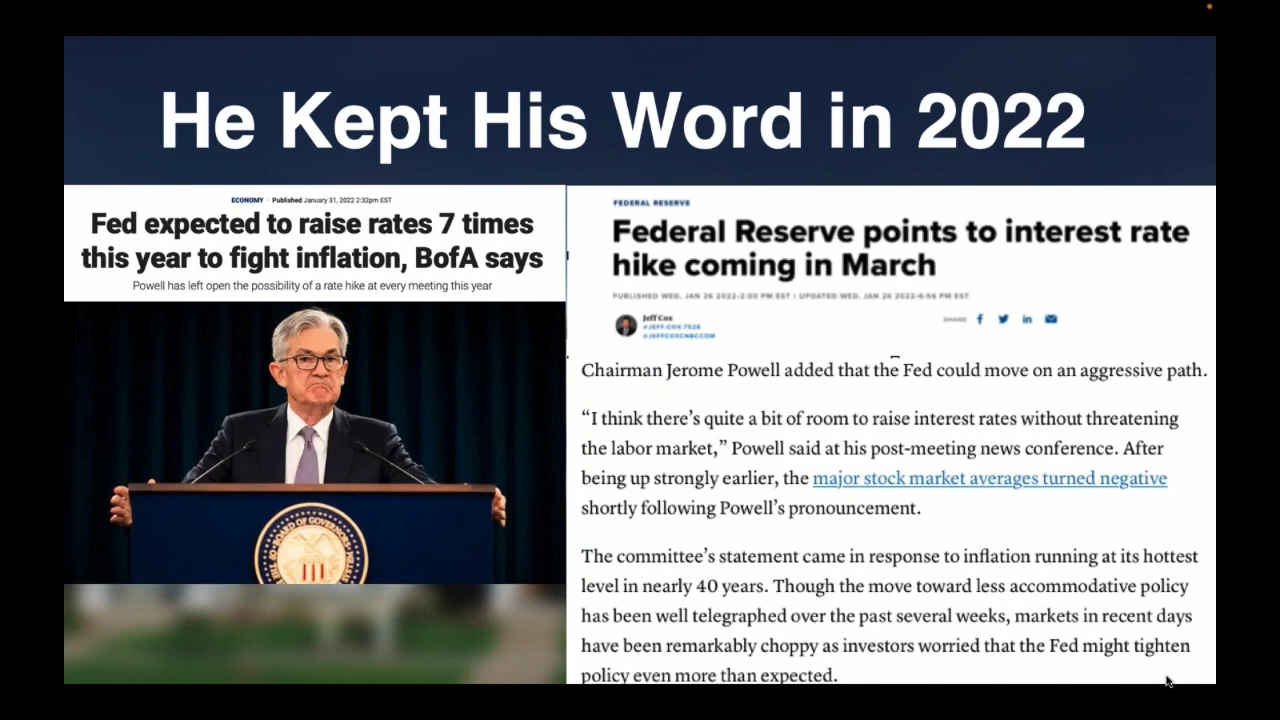 He Kept His Word in 2022
ECONOMY · Published January 31, 2022 2:32pm EST
Fed expected to raise rates 7 times
this year to fight inflation, BofA says
Powell has left open the possibility of a rate hike at every meeting this year
FEDERAL RESERVE
Federal Reserve points to interest rate
hike coming in March
PUBLISHED WED, JAN 26 2022-2:00 PM EST | UPDATED WED, JAN 26 2022-6:56 PM EST
Jeff Cox
@JEFF.COX.7528
@JEFFCOXCNBCCOM
SHARE
Chairman Jerome Powell added that the Fed could move on an aggressive path.
“I think there’s quite a bit of room to raise interest rates without threatening
the labor market,” Powell said at his post-meeting news conference. After
being up strongly earlier, the major stock market averages turned negative
shortly following Powell’s pronouncement.
The committee’s statement came in response to inflation running at its hottest
level in nearly 40 years. Though the move toward less accommodative policy
has been well telegraphed over the past several weeks, markets in recent days
have been remarkably choppy as investors worried that the Fed might tighten
policy even more than expected.
BOARD OF GOVERNORS